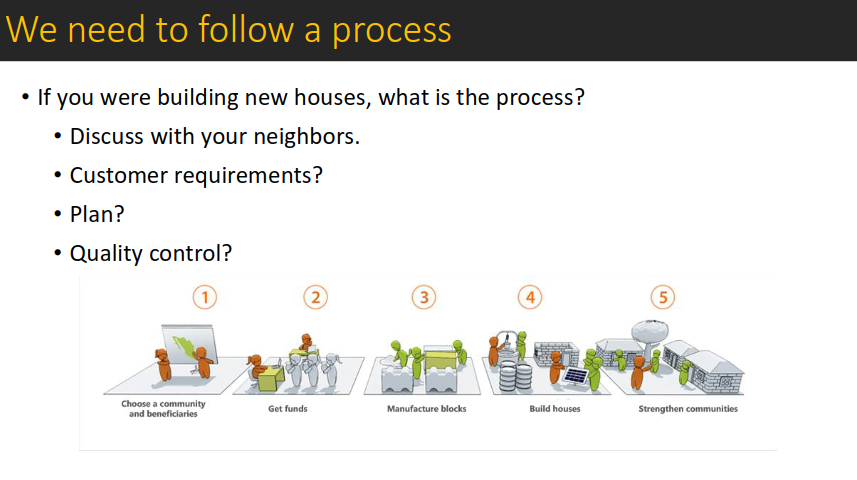 We need to follow a process
• If you were building new houses, what is the process?
• Discuss with your neighbors.
• Customer requirements?
• Plan?
• Quality control?
1 2 3 4 5
Choose a community
and beneficiaries
Get funds
Manufacture blocks
Build houses
Strengthen communities